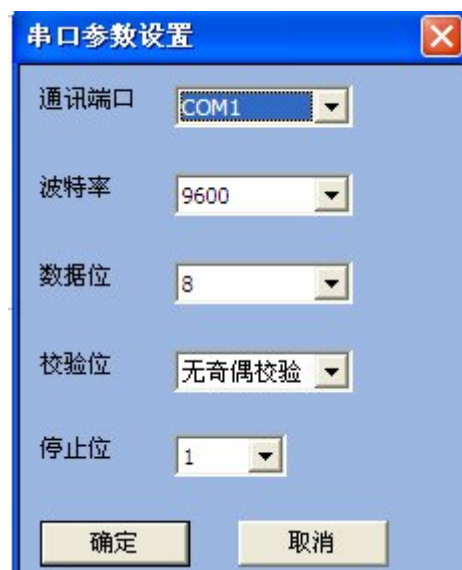 串口参数设置
通讯端口 COM1
波特率 9600
数据位 8
校验位 无奇偶校验
停止位 1
确定 取消